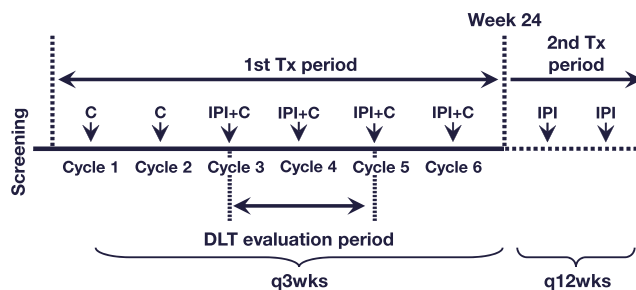 Week 24
1st Tx period
2nd Tx
period
Screening
C C IPI+C IPI+C IPI+C IPI+C IPI IPI
Cycle 1 Cycle 2 Cycle 3 Cycle 4 Cycle 5 Cycle 6
DLT evaluation period
q3wks q12wks